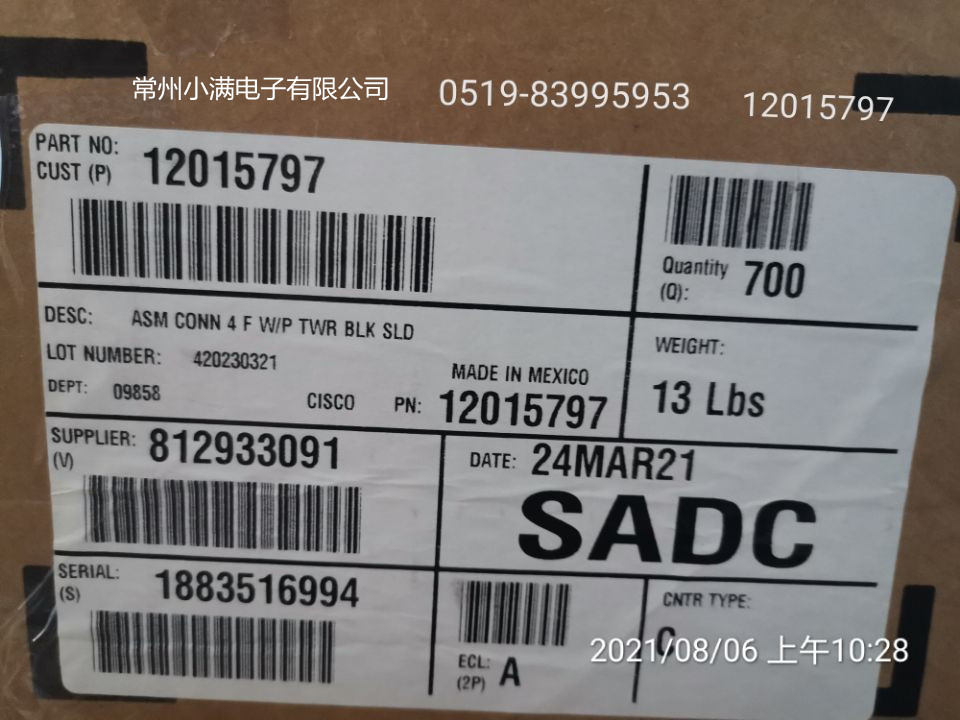 常州小满电子有限公司 0519-83995953 12015797
PART NO: 12015797
CUST (P)
Quantity 700
(Q):
DESC: ASM CONN 4 F W/P TWR BLK SLD
LOT NUMBER: 420230321
DEPT: 09858
MADE IN MEXICO
CISCO PN: 12015797
WEIGHT:
13 Lbs
SUPPLIER: 812933091
(V)
DATE: 24MAR21
SADC
SERIAL: 1883516994
(S)
ECL: A
(2P)
CNTR TYPE:
C
2021/08/06 上午10:28